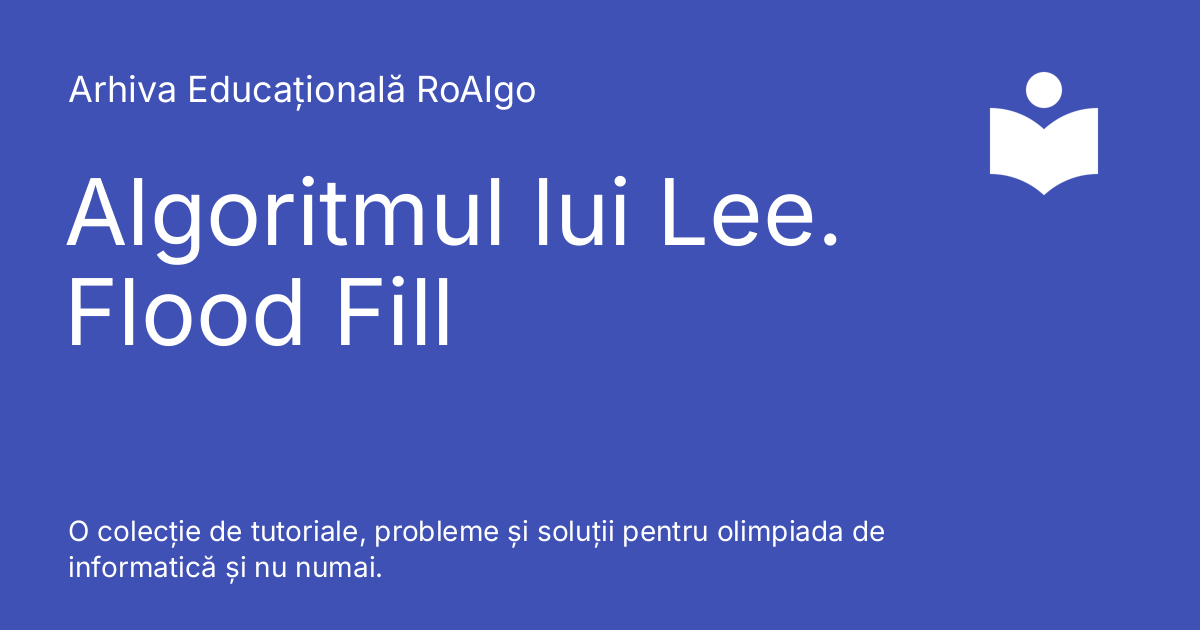 Arhiva Educațională RoAlgo
Algoritmul lui Lee.
Flood Fill
O colecție de tutoriale, probleme și soluții pentru olimpiada de
informatică și nu numai.